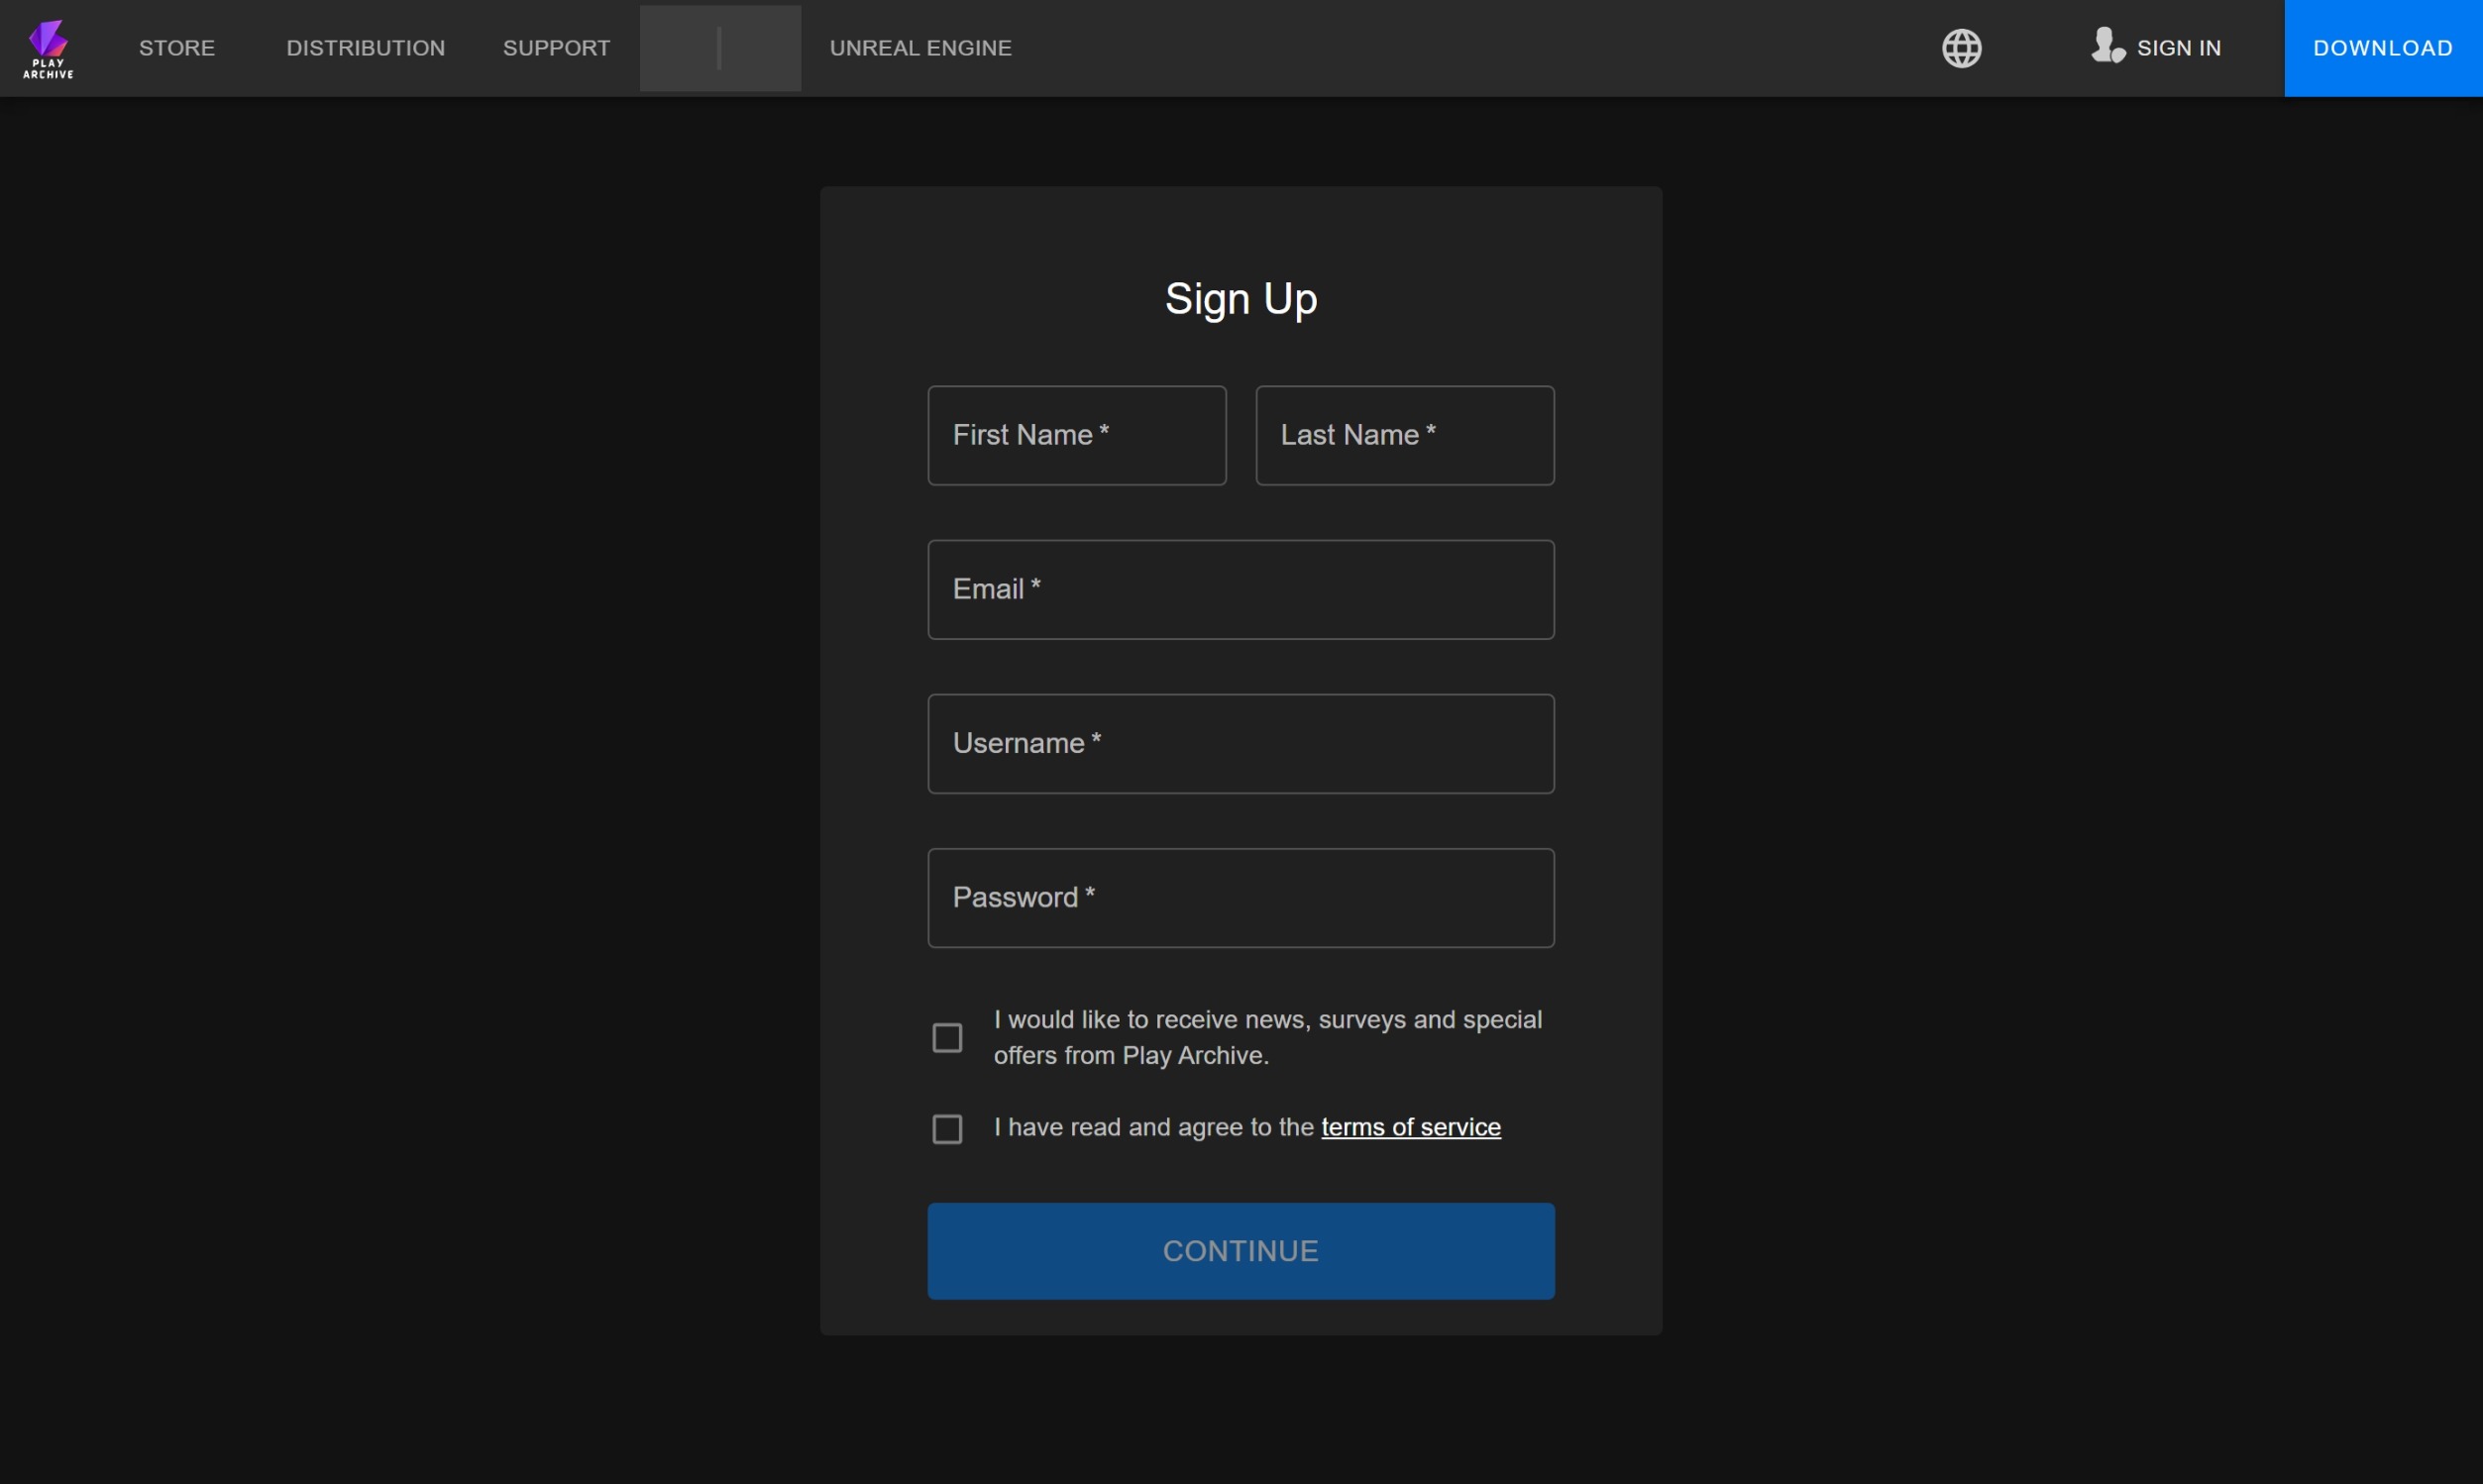 PLAY
ARCHIVE
STORE
DISTRIBUTION
SUPPORT
UNREAL ENGINE
SIGN IN
DOWNLOAD
Sign Up
First Name *
Last Name *
Email *
Username *
Password *
I would like to receive news, surveys and special
offers from Play Archive.
I have read and agree to the terms of service
CONTINUE